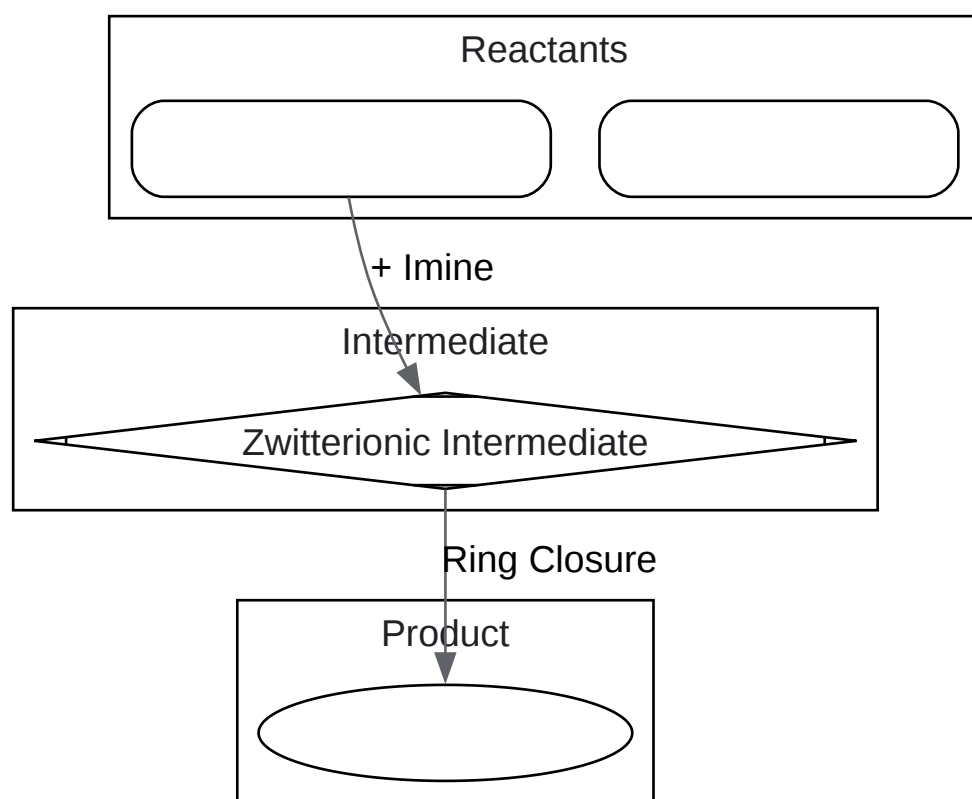 Reactants
+ Imine
Intermediate
Zwitterionic Intermediate
Ring Closure
Product